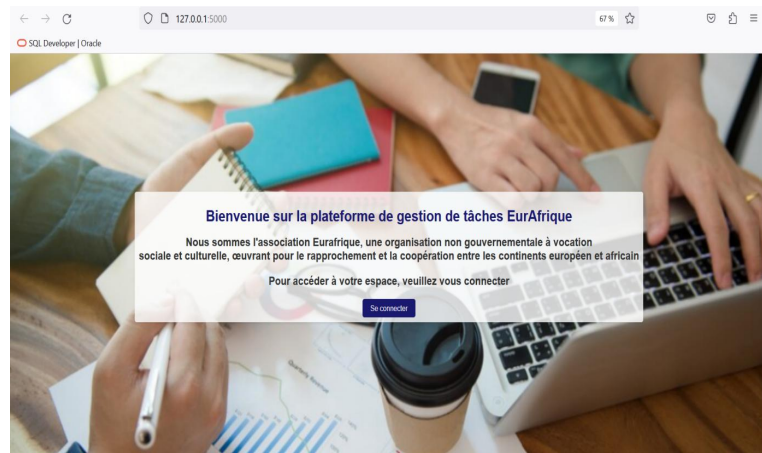 127.0.0.1:5000
67 %
SQL Developer | Oracle
Bienvenue sur la plateforme de gestion de tâches EurAfrique
Nous sommes l'association Eurafrique, une organisation non gouvernementale à vocation
sociale et culturelle, œuvrant pour le rapprochement et la coopération entre les continents européen et africain
Pour accéder à votre espace, veuillez vous connecter
Se connecter
Quarterly Revenue